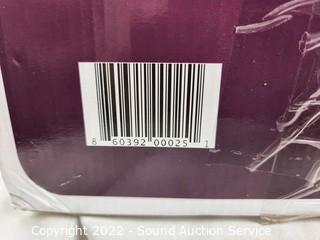 8 60392 00025 1
Copyright 2022 - Sound Auction Service